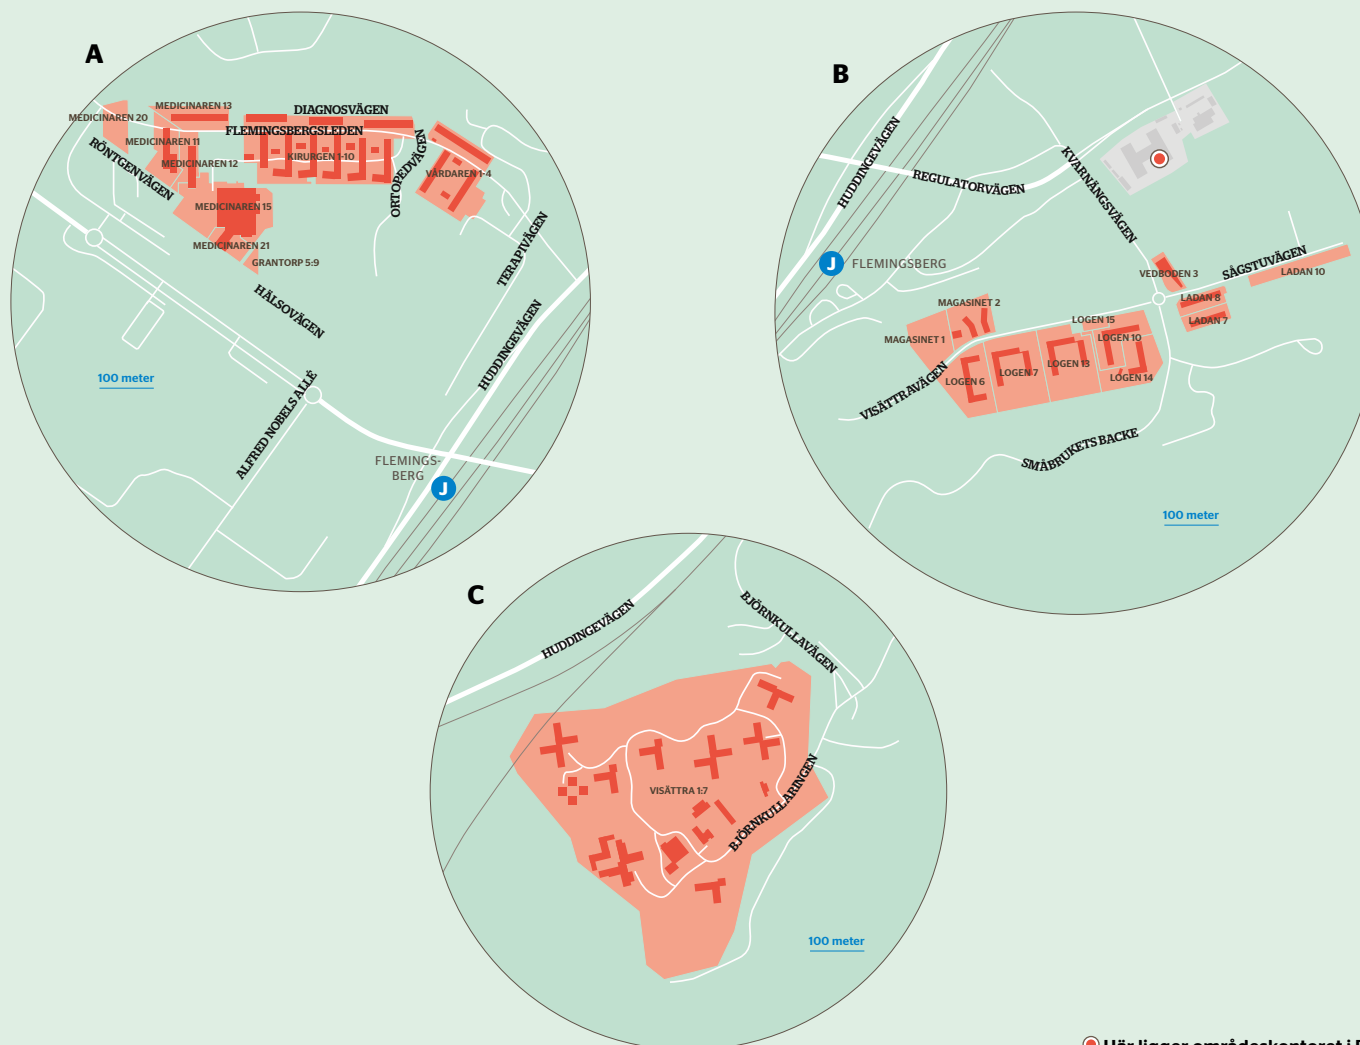 A
MEDICINAREN 13
MEDICINAREN 20
DIAGNOSVÄGEN
FLEMINGSBERGSLEDEN
MEDICINAREN 11
RÖNTGENVÄGEN
MEDICINAREN 12
KIRURGEN 1-10
ORTOPEDVÄGEN
VÅRDAREN 1-4
MEDICINAREN 15
MEDICINAREN 21
GRANTORP 5:9
TERAPIVÄGEN
HÄLSOVÄGEN
HUDDINGEVÄGEN
100 meter
ALFRED NOBELS ALLÉ
FLEMINGS-
BERG
J
B
HUDDINGEVÄGEN
REGULATORVÄGEN
KVARNÄNGSVÄGEN
J
FLEMINGSBERG
VEDBODEN 3
SÅGSTUVÄGEN
LADAN 10
LADAN 8
LADAN 7
MAGASINET 2
MAGASINET 1
LOGEN 15
LOGEN 10
LOGEN 13
LOGEN 7
LOGEN 6
LOGEN 14
VISÄTTRAVÄGEN
SMÅBRUKETS BACKE
100 meter
C
HUDDINGEVÄGEN
BJÖRNKULLAVÄGEN
VISÄTTRA 1:7
BJÖRNKULLARINGEN
100 meter
Här ligger områdeskontoret i